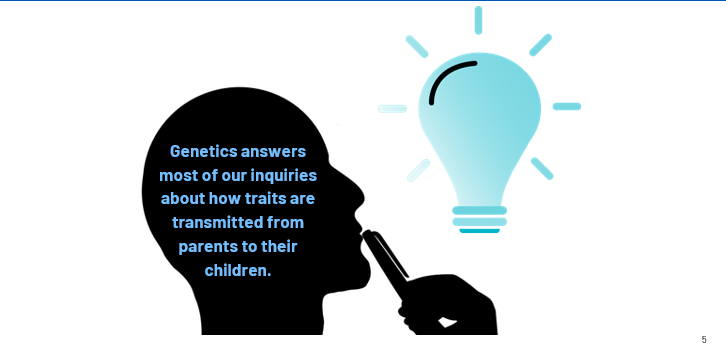 Genetics answers
most of our inquiries
about how traits are
transmitted from
parents to their
children.
5